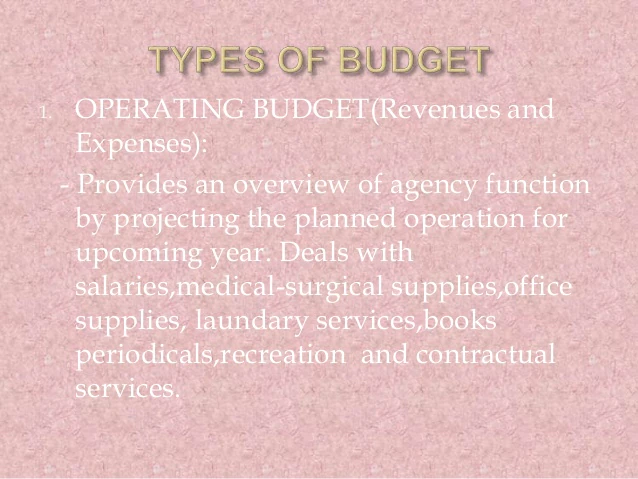 TYPES OF BUDGET
1. OPERATING BUDGET(Revenues and
Expenses):
- Provides an overview of agency function
by projecting the planned operation for
upcoming year. Deals with
salaries,medical-surgical supplies,office
supplies, laundary services,books
periodicals,recreation and contractual
services.